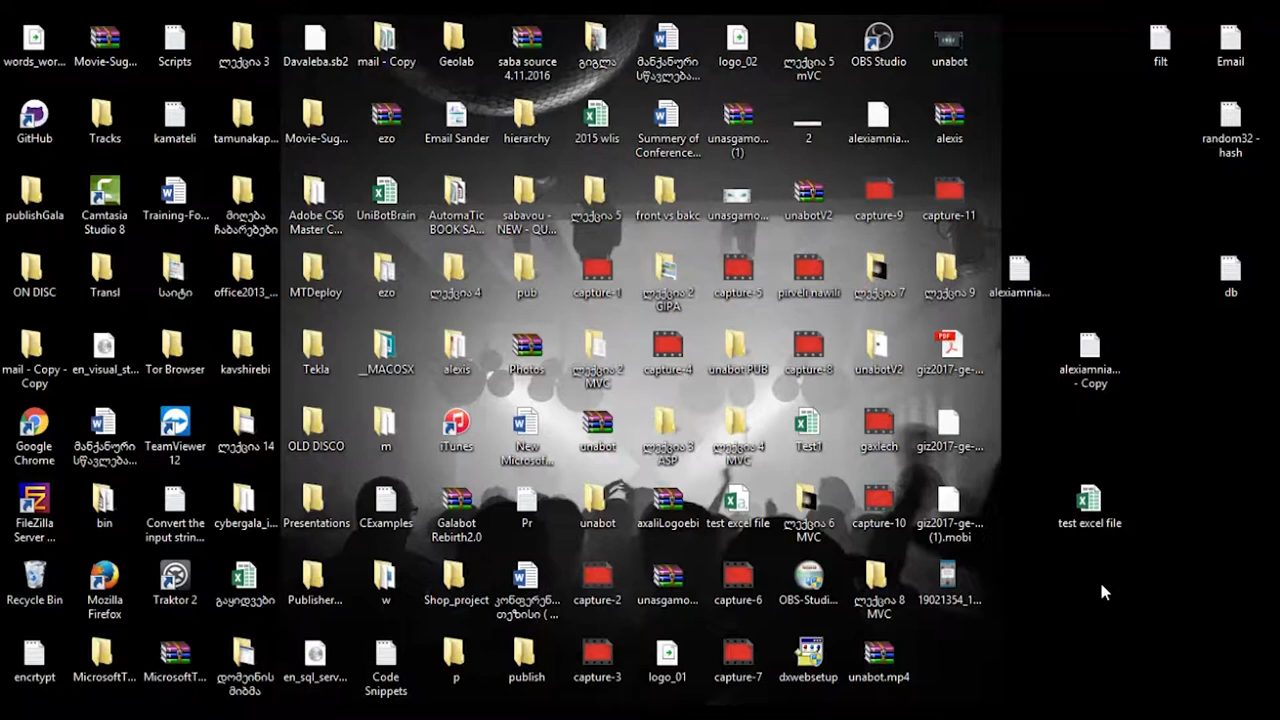 words_wor...
Movie-Sug...
Scripts
ლექცია 3
Davaleba.sb2
mail - Copy
Geolab
saba source
4.11.2016
გიგლა
მანქანური
სწავლება...
logo_02
ლექცია 5
mVC
OBS Studio
unabot
filt
Email
GitHub
Tracks
kamateli
tamunakap...
Movie-Sug...
ezo
Email Sander
hierarchy
2015 wlis
Summery of
Conference...
unasgamo...
(1)
2
alexiamnia...
alexis
random32 -
hash
publishGala
Camtasia
Studio 8
Training-Fo...
მიღება
ჩაბარებები
Adobe CS6
Master C...
UniBotBrain
AutomaTic
BOOK SA...
sabavou -
NEW - QU...
ლექცია 5
front vs bakc
unasgamo...
unabotV2
capture-9
capture-11
ON DISC
Transl
საიტი
office2013_...
MTDeploy
ezo
ლექცია 4
pub
capture-1
ლექცია 2
GIPA
capture-5
pirveli nawili
ლექცია 7
ლექცია 9
alexiamnia...
db
mail - Copy -
Copy
en_visual_st...
Tor Browser
kavshirebi
Tekla
__MACOSX
alexis
Photos
ლექცია 2
MVC
capture-4
unabot PUB
capture-8
unabotV2
giz2017-ge-...
alexiamnia...
- Copy
Google
Chrome
მანქანური
სწავლება...
TeamViewer
12
ლექცია 14
OLD DISCO
m
iTunes
New
Microsof...
unabot
ლექცია 3
ASP
ლექცია 4
MVC
Test1
gaxlech
giz2017-ge-...
FileZilla
Server ...
bin
Convert the
input strin...
cybergala_i...
Presentations
CExamples
Galabot
Rebirth2.0
Pr
unabot
axaliLogoebi
test excel file
ლექცია 6
MVC
capture-10
giz2017-ge-...
(1).mobi
test excel file
Recycle Bin
Mozilla
Firefox
Traktor 2
გაყიდვები
Publisher...
w
Shop_project
კონფერენ...
თეზისი ( ...
capture-2
unasgamo...
capture-6
OBS-Studi...
ლექცია 8
MVC
19021354_1...
encrtypt
MicrosoftT...
MicrosoftT...
დომეინის
მიბმა
en_sql_serv...
Code
Snippets
p
publish
capture-3
logo_01
capture-7
dxwebsetup
unabot.mp4